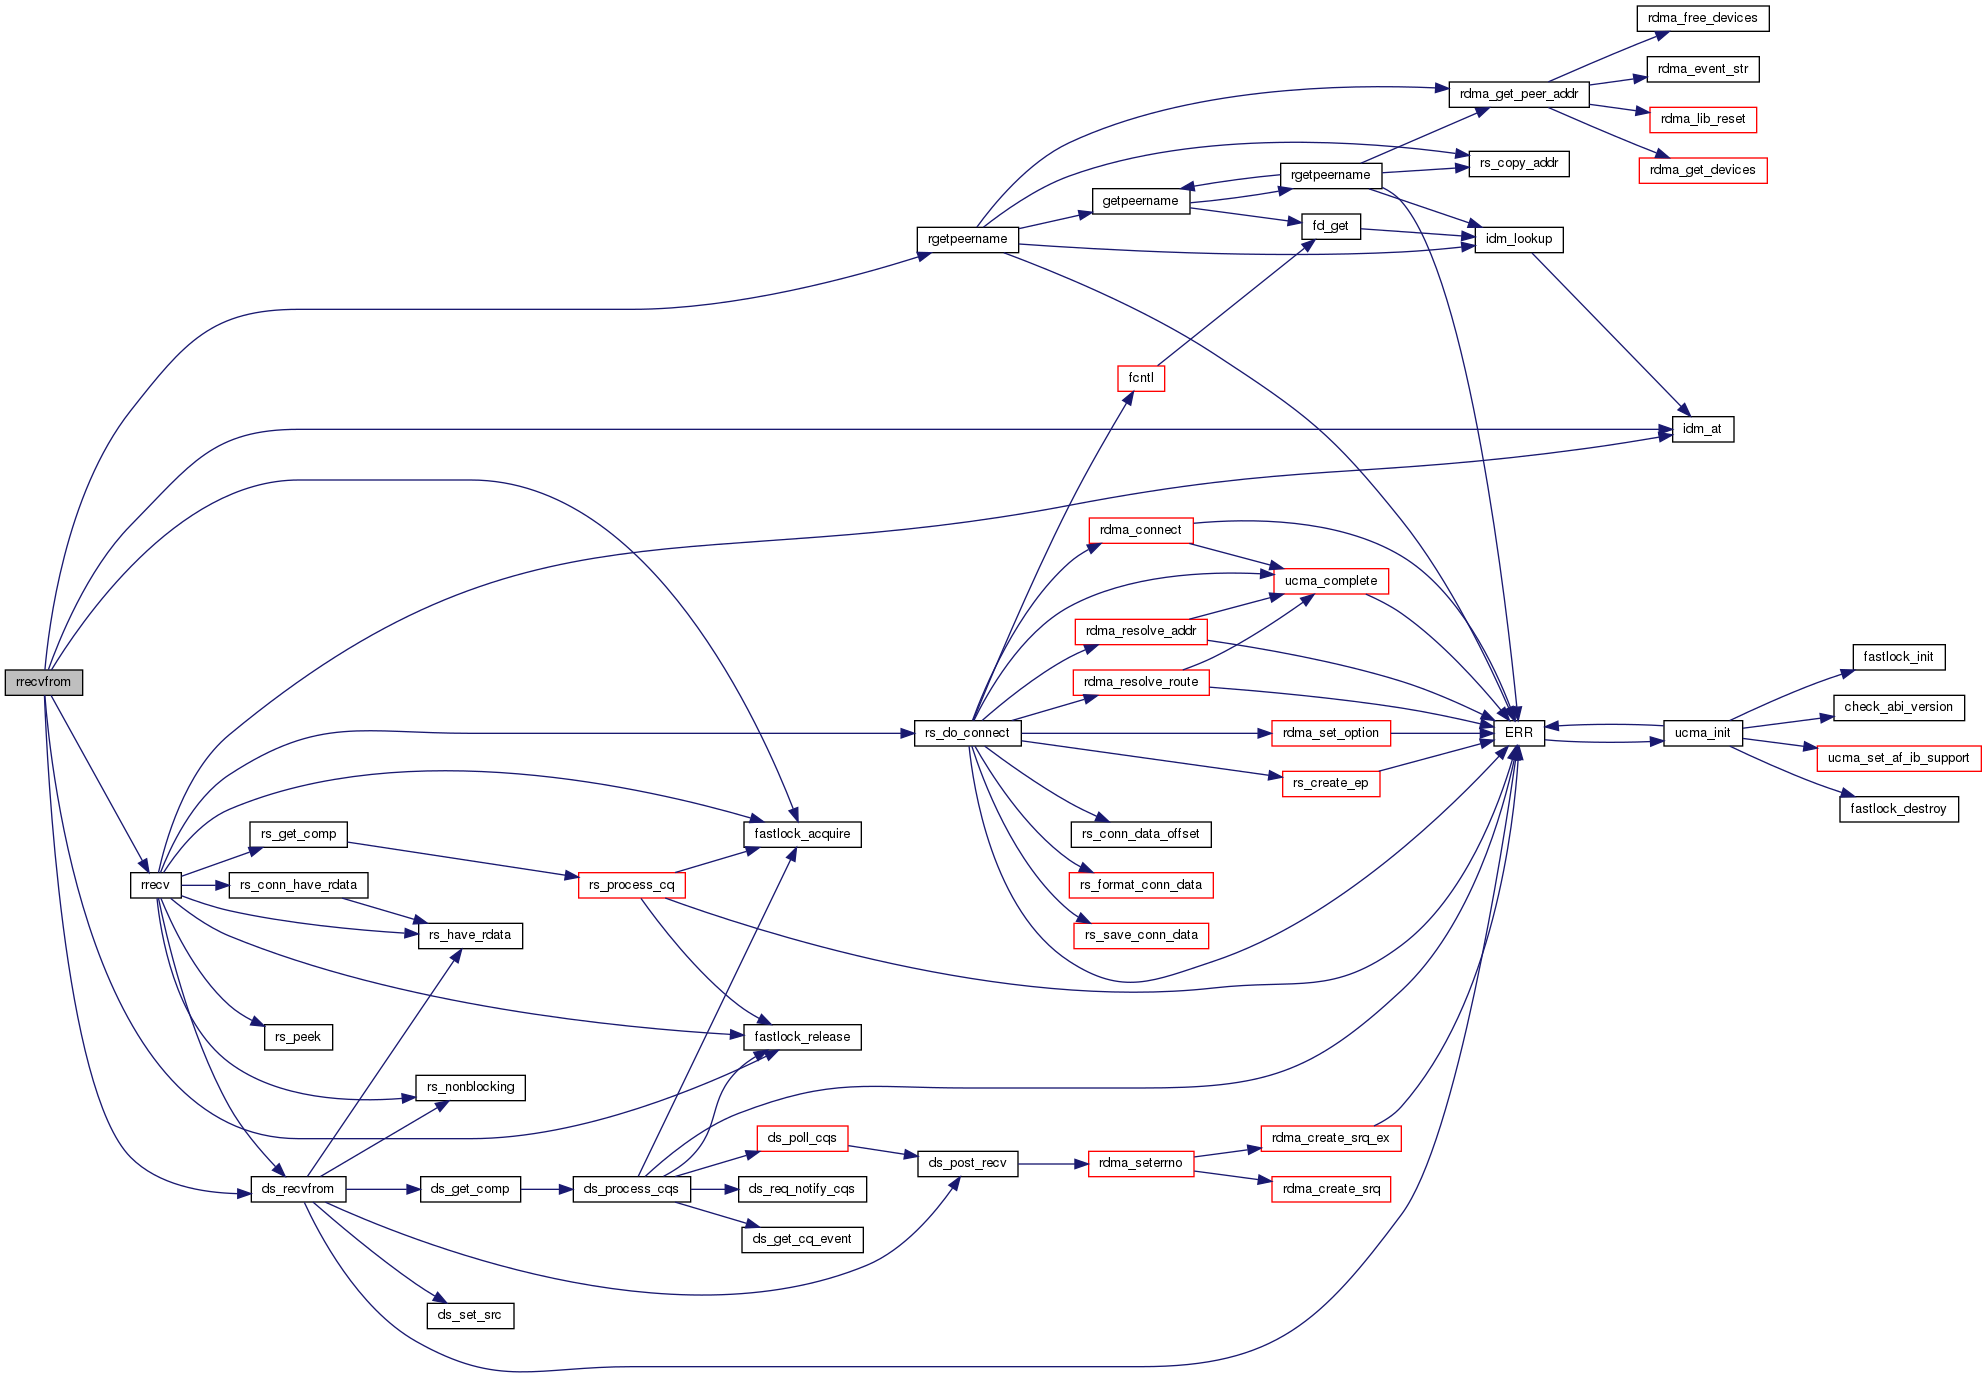 rdma_free_devices
rdma_event_str
rdma_get_peer_addr
rdma_lib_reset
rs_copy_addr
rdma_get_devices
rgetpeername
getpeername
fd_get
rgetpeername
idm_lookup
fcntl
idm_at
rdma_connect
ucma_complete
rdma_resolve_addr
fastlock_init
rrecvfrom
rdma_resolve_route
check_abi_version
rs_do_connect
rdma_set_option
ERR
ucma_init
ucma_set_af_ib_support
rs_create_ep
fastlock_destroy
rs_get_comp
fastlock_acquire
rs_conn_data_offset
rrecv
rs_conn_have_rdata
rs_process_cq
rs_format_conn_data
rs_have_rdata
rs_save_conn_data
rs_peek
fastlock_release
rs_nonblocking
ds_poll_cqs
rdma_create_srq_ex
ds_post_recv
rdma_seterrno
ds_recvfrom
ds_get_comp
ds_process_cqs
ds_req_notify_cqs
rdma_create_srq
ds_get_cq_event
ds_set_src